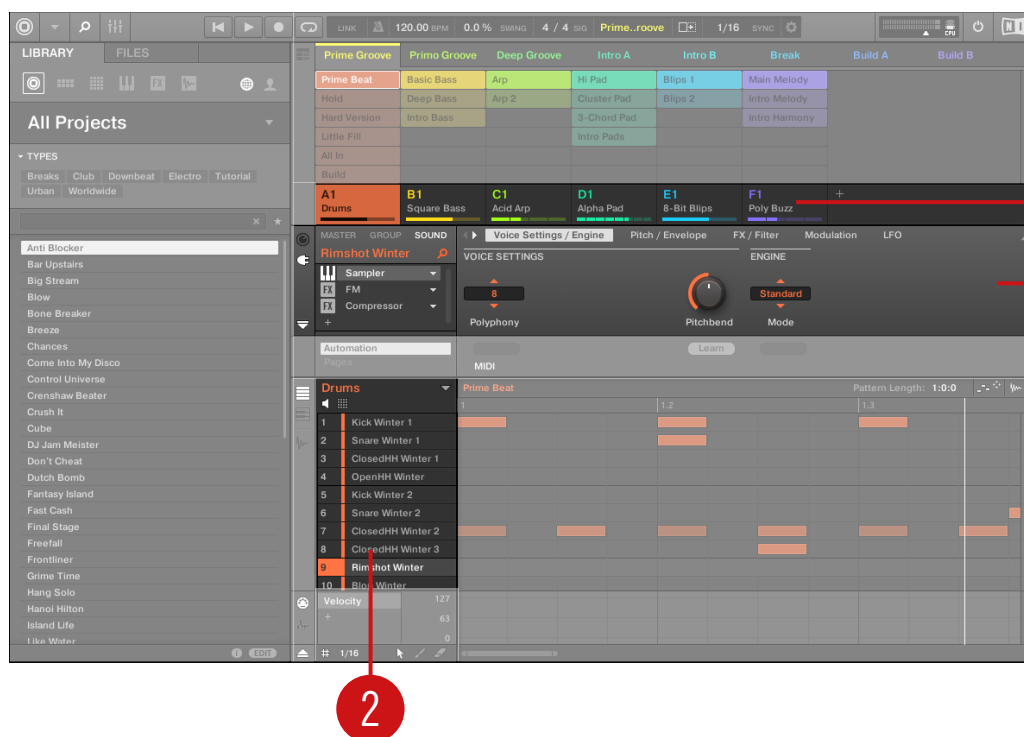 LINK 120.00 BPM 0.0 % SWING 4 / 4 SIG Prime..roove 1/16 SYNC CPU NI
LIBRARY FILES
All Projects
TYPES
Breaks Club Downbeat Electro Tutorial
Urban Worldwide
Anti Blocker
Bar Upstairs
Big Stream
Blow
Bone Breaker
Breeze
Chances
Come Into My Disco
Control Universe
Crenshaw Beater
Crush It
Cube
DJ Jam Meister
Don't Cheat
Dutch Bomb
Fantasy Island
Fast Cash
Final Stage
Freefall
Frontliner
Grime Time
Hang Solo
Hanoi Hilton
Island Life
Like Water
EDIT
Prime Groove Primo Groove Deep Groove Intro A Intro B Break Build A Build B
Prime Beat Basic Bass Arp Hi Pad Blips 1 Main Melody
Hold Deep Bass Arp 2 Cluster Pad Blips 2 Intro Melody
Hard Version Intro Bass 3-Chord Pad Intro Harmony
Little Fill Intro Pads
All In
Build
A1 B1 C1 D1 E1 F1 +
Drums Square Bass Acid Arp Alpha Pad 8-Bit Blips Poly Buzz
MASTER GROUP SOUND Voice Settings / Engine Pitch / Envelope FX / Filter Modulation LFO
Rimshot Winter VOICE SETTINGS ENGINE
Sampler
FX FM 8 Standard
FX Compressor
+ Polyphony Pitchbend Mode
Automation Learn
Pages MIDI
Drums Prime Beat Pattern Length: 1:0:0
1 1.2 1.3
1 Kick Winter 1
2 Snare Winter 1
3 ClosedHH Winter 1
4 OpenHH Winter
5 Kick Winter 2
6 Snare Winter 2
7 ClosedHH Winter 2
8 ClosedHH Winter 3
9 Rimshot Winter
10 Blow Winter
Velocity 127
+ 63
0
# 1/16
2